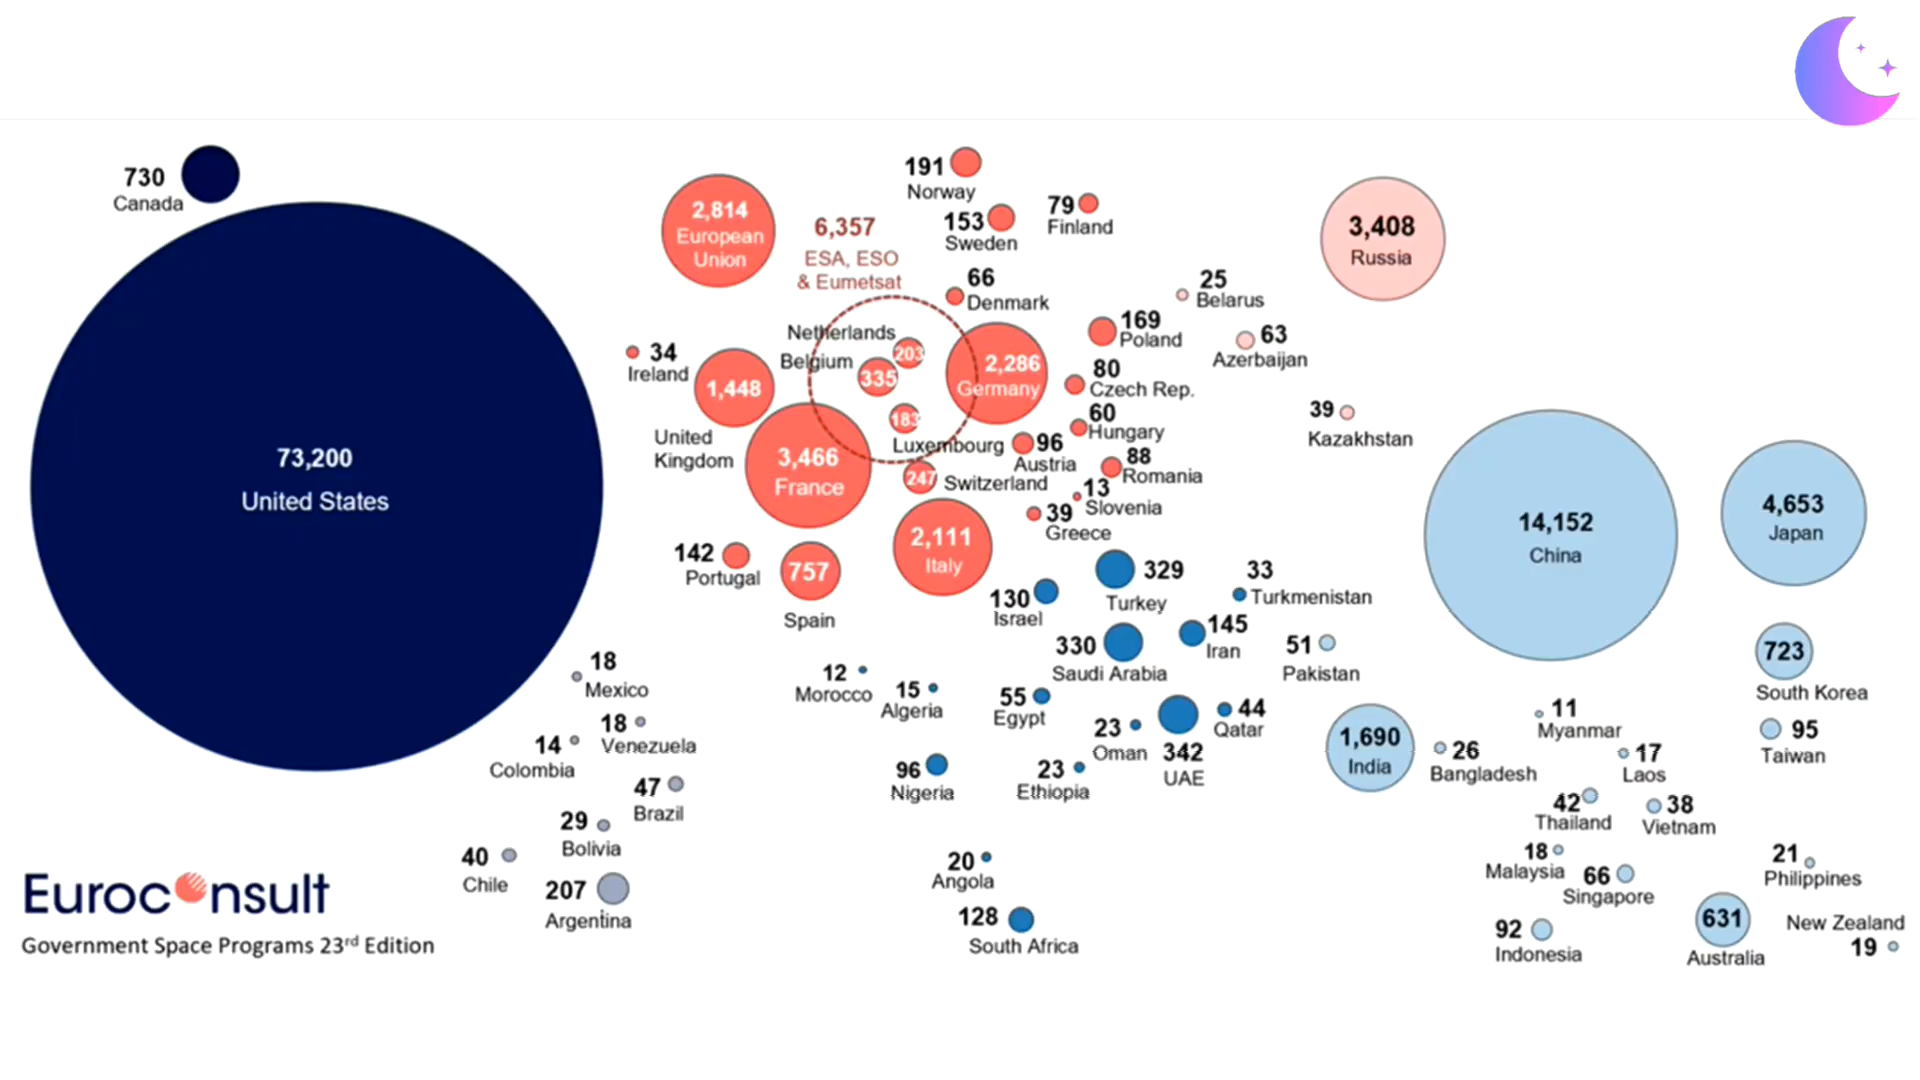 730
Canada
73,200
United States
2,814
European
Union
6,357
ESA, ESO
& Eumetsat
191
Norway
153
Sweden
79
Finland
66
Denmark
3,408
Russia
25
Belarus
63
Azerbaijan
169
Poland
Netherlands
203
Belgium
335
34
Ireland
1,448
United
Kingdom
2,286
Germany
80
Czech Rep.
183
Luxembourg
60
Hungary
39
Kazakhstan
3,466
France
247
Switzerland
96
Austria
88
Romania
13
Slovenia
39
Greece
14,152
China
4,653
Japan
142
Portugal
757
Spain
2,111
Italy
130
Israel
329
Turkey
33
Turkmenistan
330
Saudi Arabia
145
Iran
51
Pakistan
723
South Korea
18
Mexico
18
Venezuela
14
Colombia
12
Morocco
15
Algeria
55
Egypt
23
Oman
342
UAE
44
Qatar
1,690
India
26
Bangladesh
11
Myanmar
17
Laos
95
Taiwan
47
Brazil
96
Nigeria
23
Ethiopia
42
Thailand
38
Vietnam
29
Bolivia
40
Chile
207
Argentina
20
Angola
128
South Africa
18
Malaysia
66
Singapore
21
Philippines
92
Indonesia
631
Australia
New Zealand
19
Euroconsult
Government Space Programs 23rd Edition